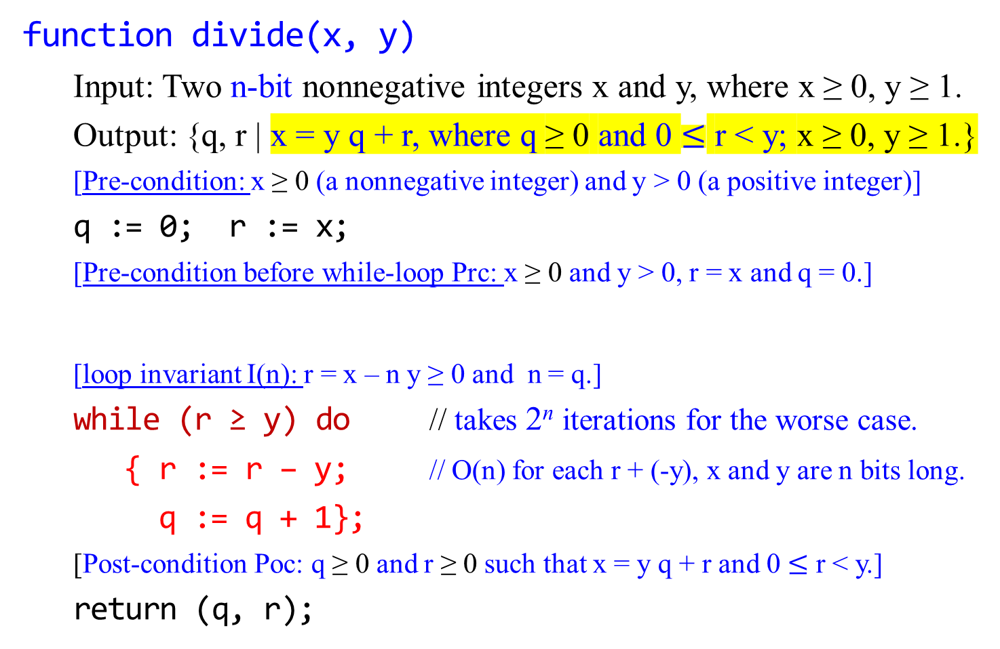 function divide(x, y)
Input: Two n-bit nonnegative integers x and y, where x ≥ 0, y ≥ 1.
Output: {q, r | x = y q + r, where q ≥ 0 and 0 ≤ r < y; x ≥ 0, y ≥ 1.}
[Pre-condition: x ≥ 0 (a nonnegative integer) and y > 0 (a positive integer)]
q := 0; r := x;
[Pre-condition before while-loop Prc: x ≥ 0 and y > 0, r = x and q = 0.]
[loop invariant I(n): r = x – n y ≥ 0 and n = q.]
while (r ≥ y) do // takes 2ⁿ iterations for the worse case.
{ r := r – y; // O(n) for each r + (-y), x and y are n bits long.
q := q + 1};
[Post-condition Poc: q ≥ 0 and r ≥ 0 such that x = y q + r and 0 ≤ r < y.]
return (q, r);